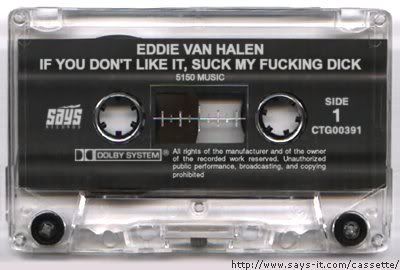 EDDIE VAN HALEN
IF YOU DON'T LIKE IT, SUCK MY FUCKING DICK
5150 MUSIC
says
RECORDS
SIDE
1
CTG00391
DOLBY SYSTEM®
All rights of the manufacturer and of the owner
of the recorded work reserved. Unauthorized
public performance, broadcasting, and copying
prohibited
http://www.says-it.com/cassette/